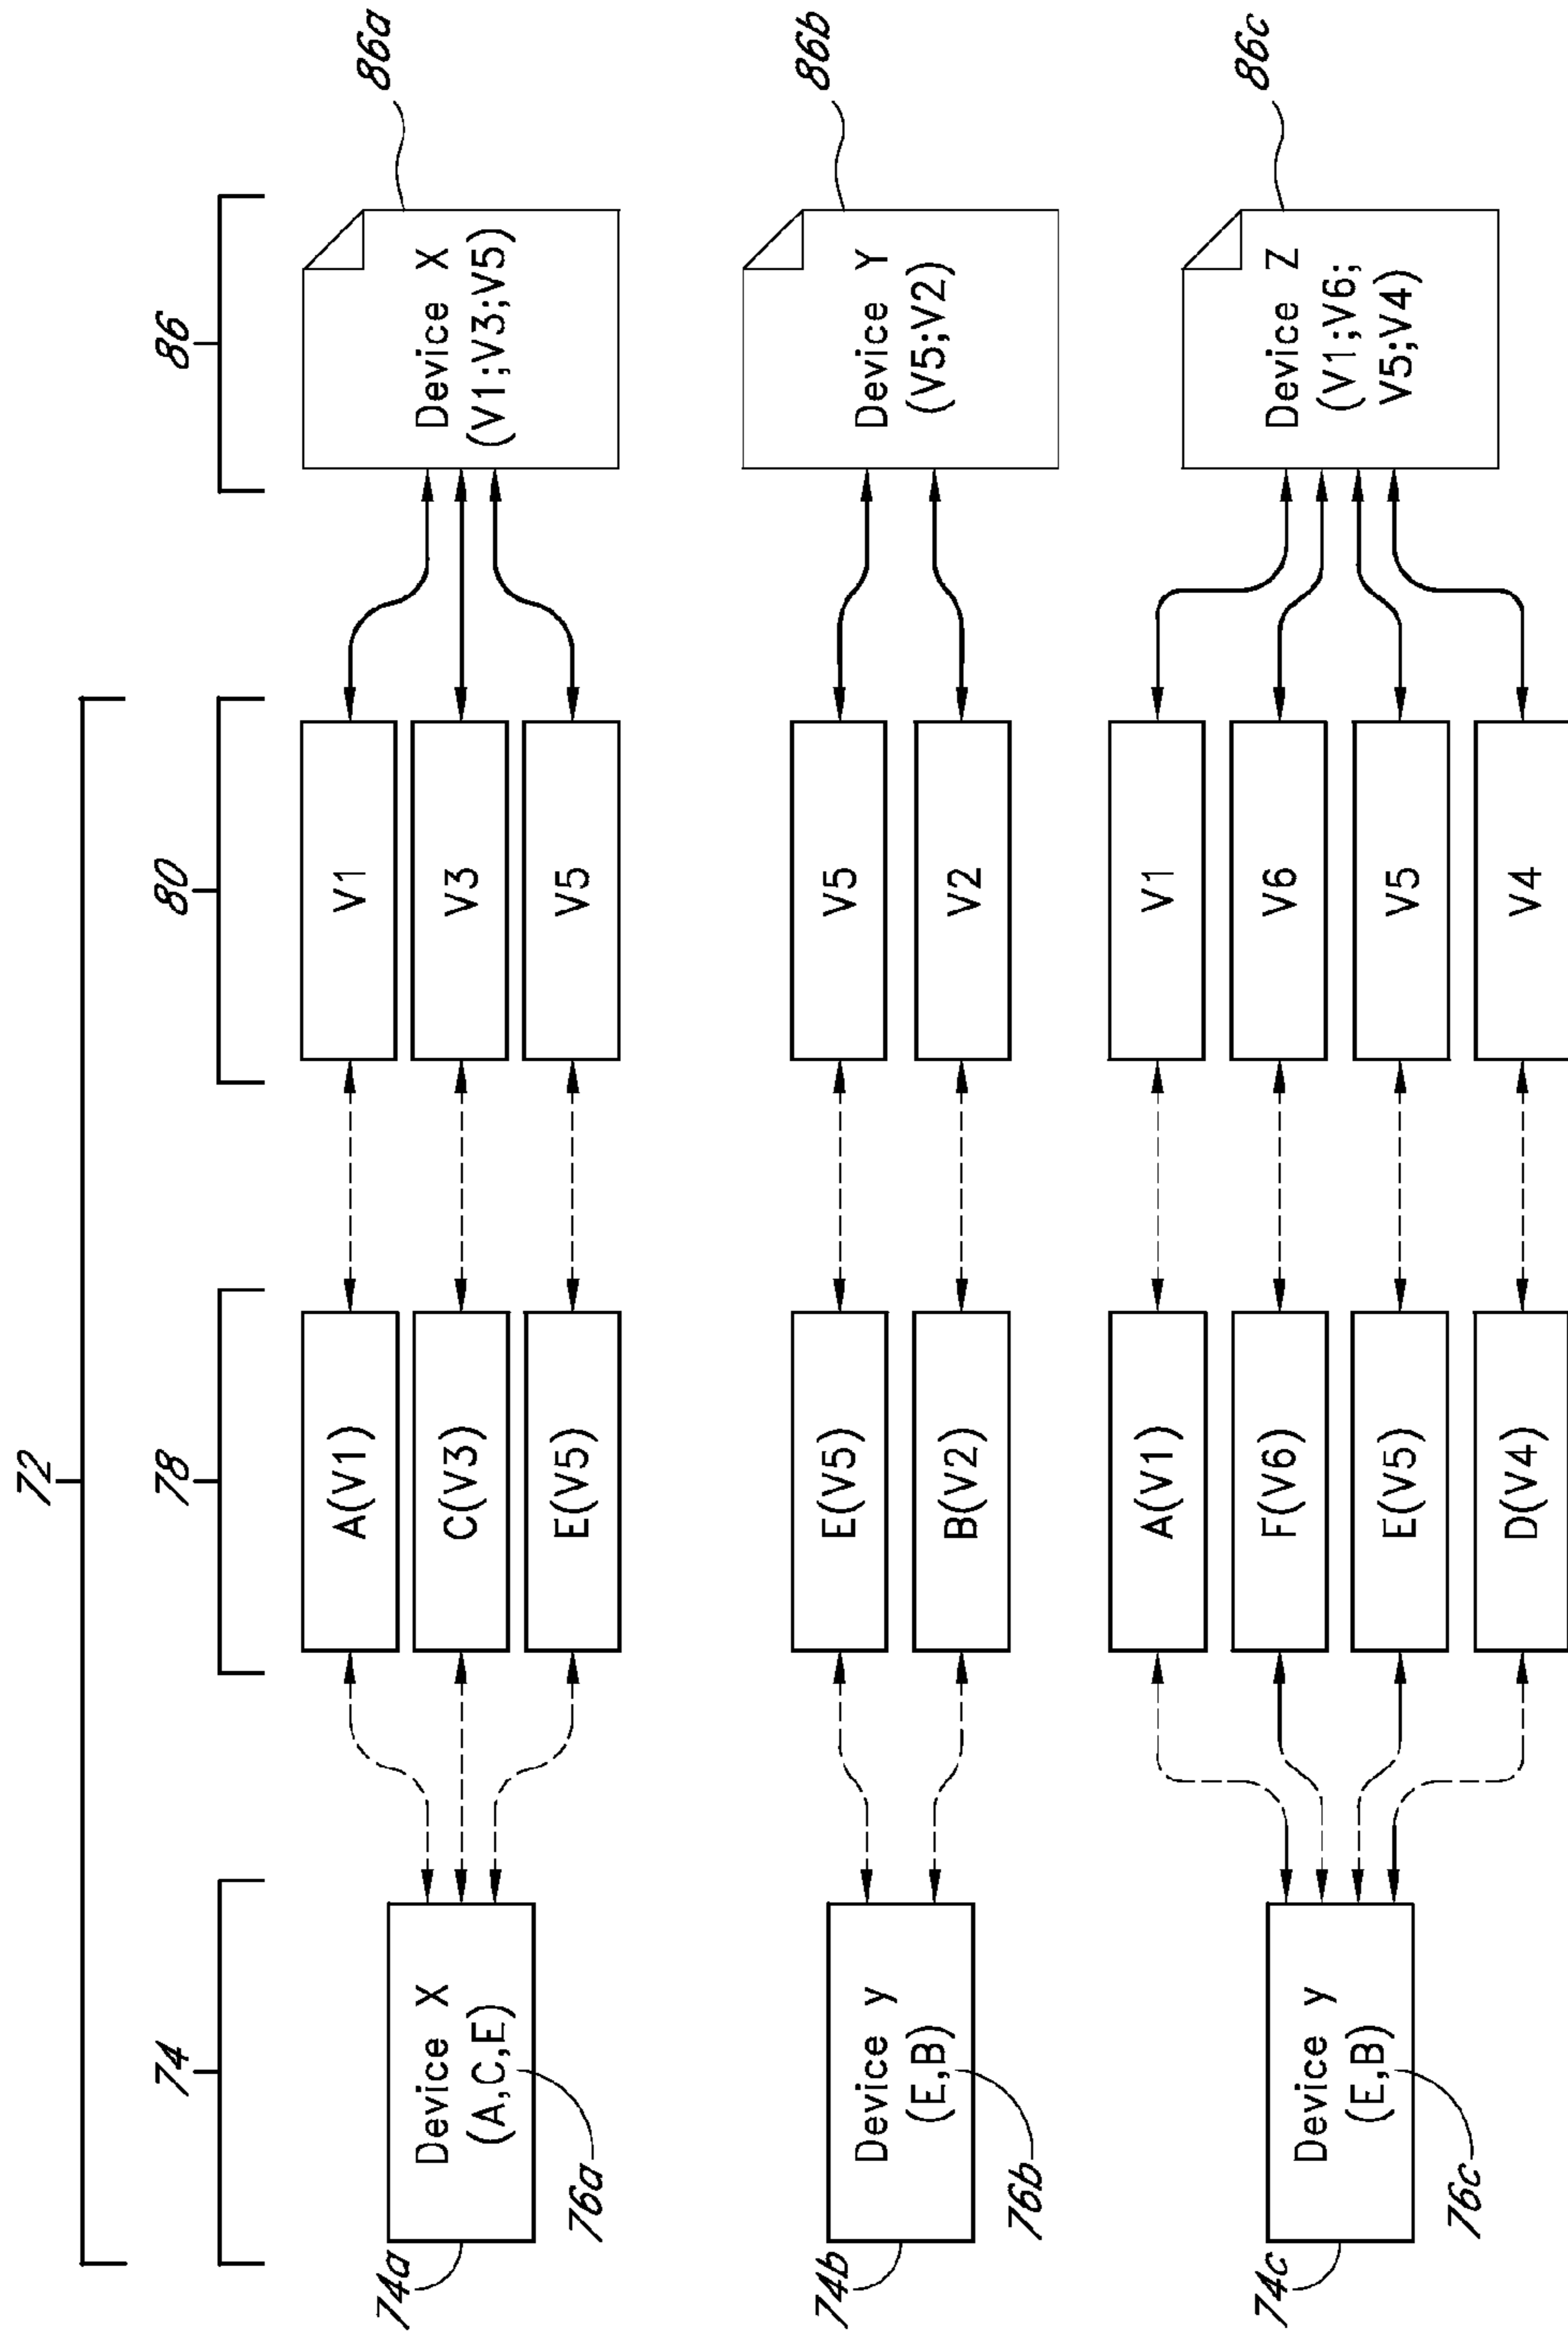 72
74
78
80
86
74a
Device X
(A,C,E)
76a
A(V1)
C(V3)
E(V5)
V1
V3
V5
Device X
(V1;V3;V5)
86a
74b
Device y
(E,B)
76b
E(V5)
B(V2)
V5
V2
Device Y
(V5;V2)
86b
74c
Device y
(E,B)
76c
A(V1)
F(V6)
E(V5)
D(V4)
V1
V6
V5
V4
Device Z
(V1;V6;
V5;V4)
86c